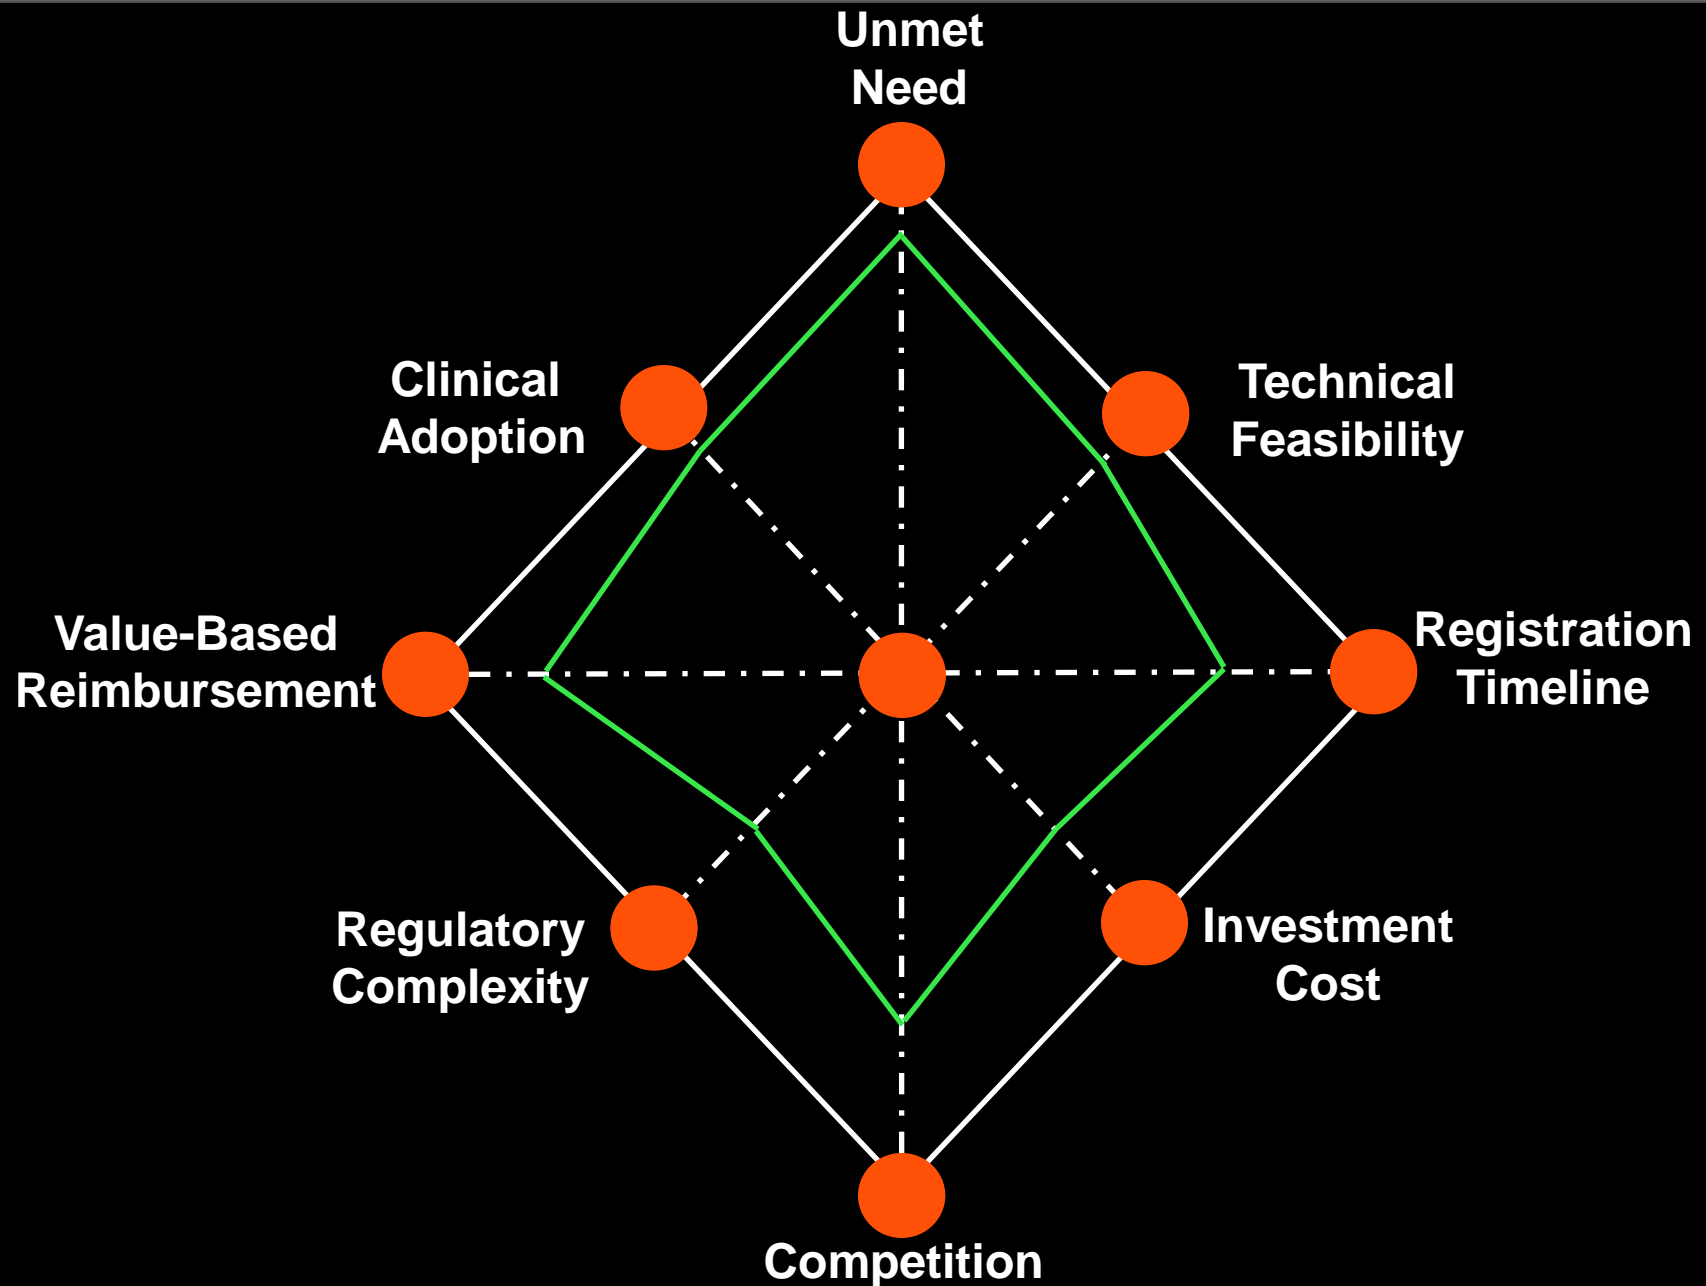 Unmet
Need
Clinical
Adoption
Technical
Feasibility
Value-Based
Reimbursement
Registration
Timeline
Regulatory
Complexity
Investment
Cost
Competition